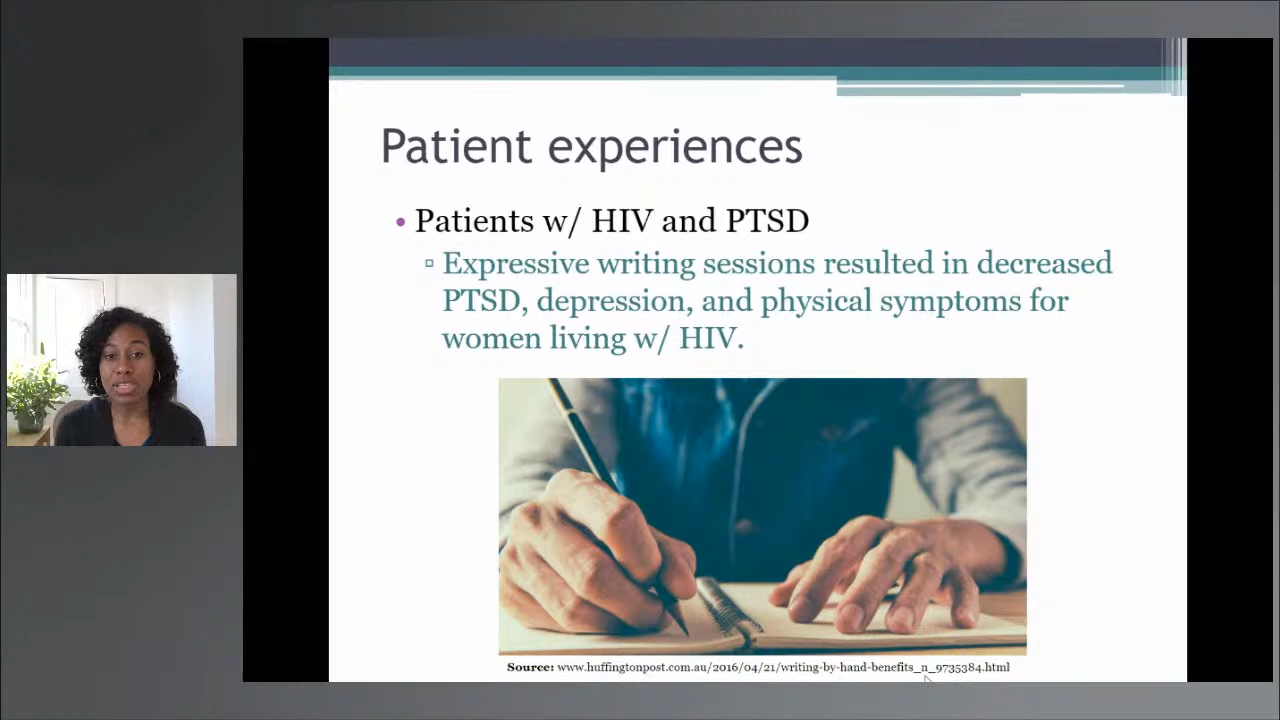 Patient experiences
• Patients w/ HIV and PTSD
▫ Expressive writing sessions resulted in decreased
PTSD, depression, and physical symptoms for
women living w/ HIV.
Source: www.huffingtonpost.com.au/2016/04/21/writing-by-hand-benefits_n_9735384.html